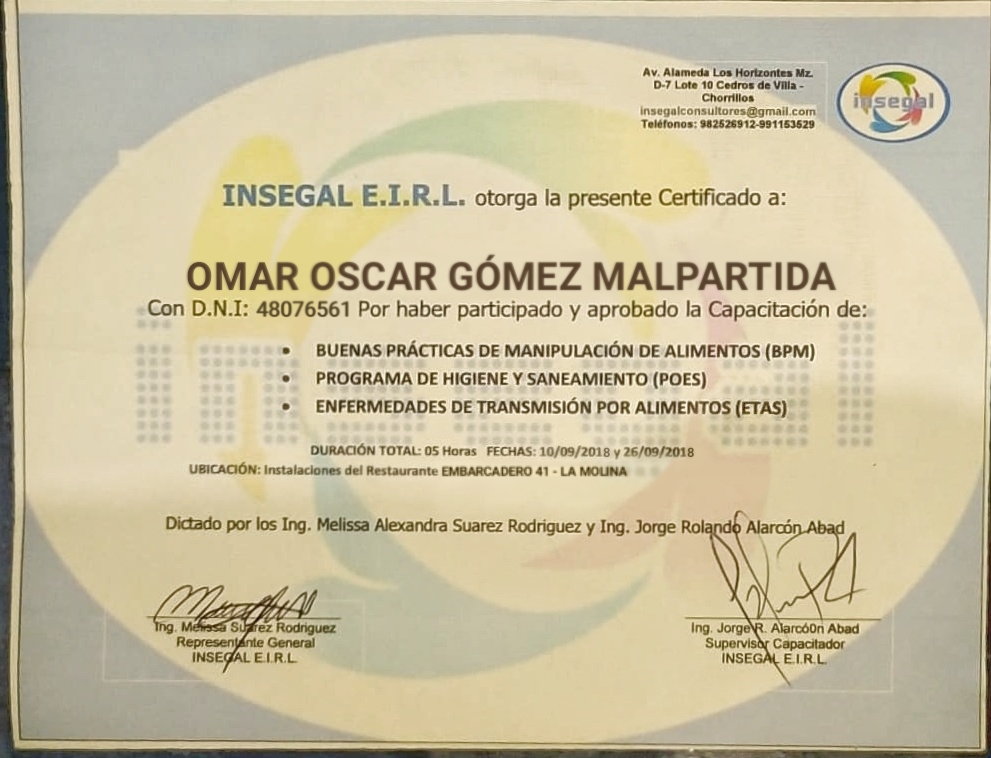 Av. Alameda Los Horizontes Mz.
D-7 Lote 10 Cedros de Villa -
Chorrillos
insegalconsultores@gmail.com
Teléfonos: 982526912-991153529
insegal
INSEGAL E.I.R.L. otorga la presente Certificado a:
OMAR OSCAR GÓMEZ MALPARTIDA
Con D.N.I: 48076561 Por haber participado y aprobado la Capacitación de:
insegal
• BUENAS PRÁCTICAS DE MANIPULACIÓN DE ALIMENTOS (BPM)
• PROGRAMA DE HIGIENE Y SANEAMIENTO (POES)
• ENFERMEDADES DE TRANSMISIÓN POR ALIMENTOS (ETAS)
DURACIÓN TOTAL: 05 Horas FECHAS: 10/09/2018 y 26/09/2018
UBICACIÓN: Instalaciones del Restaurante EMBARCADERO 41 - LA MOLINA
Dictado por los Ing. Melissa Alexandra Suarez Rodriguez y Ing. Jorge Rolando Alarcón Abad
Ing. Melissa Suarez Rodriguez
Representante General
INSEGAL E.I.R.L.
Ing. Jorge R. Alarcó0n Abad
Supervisor Capacitador
INSEGAL E.I.R.L.